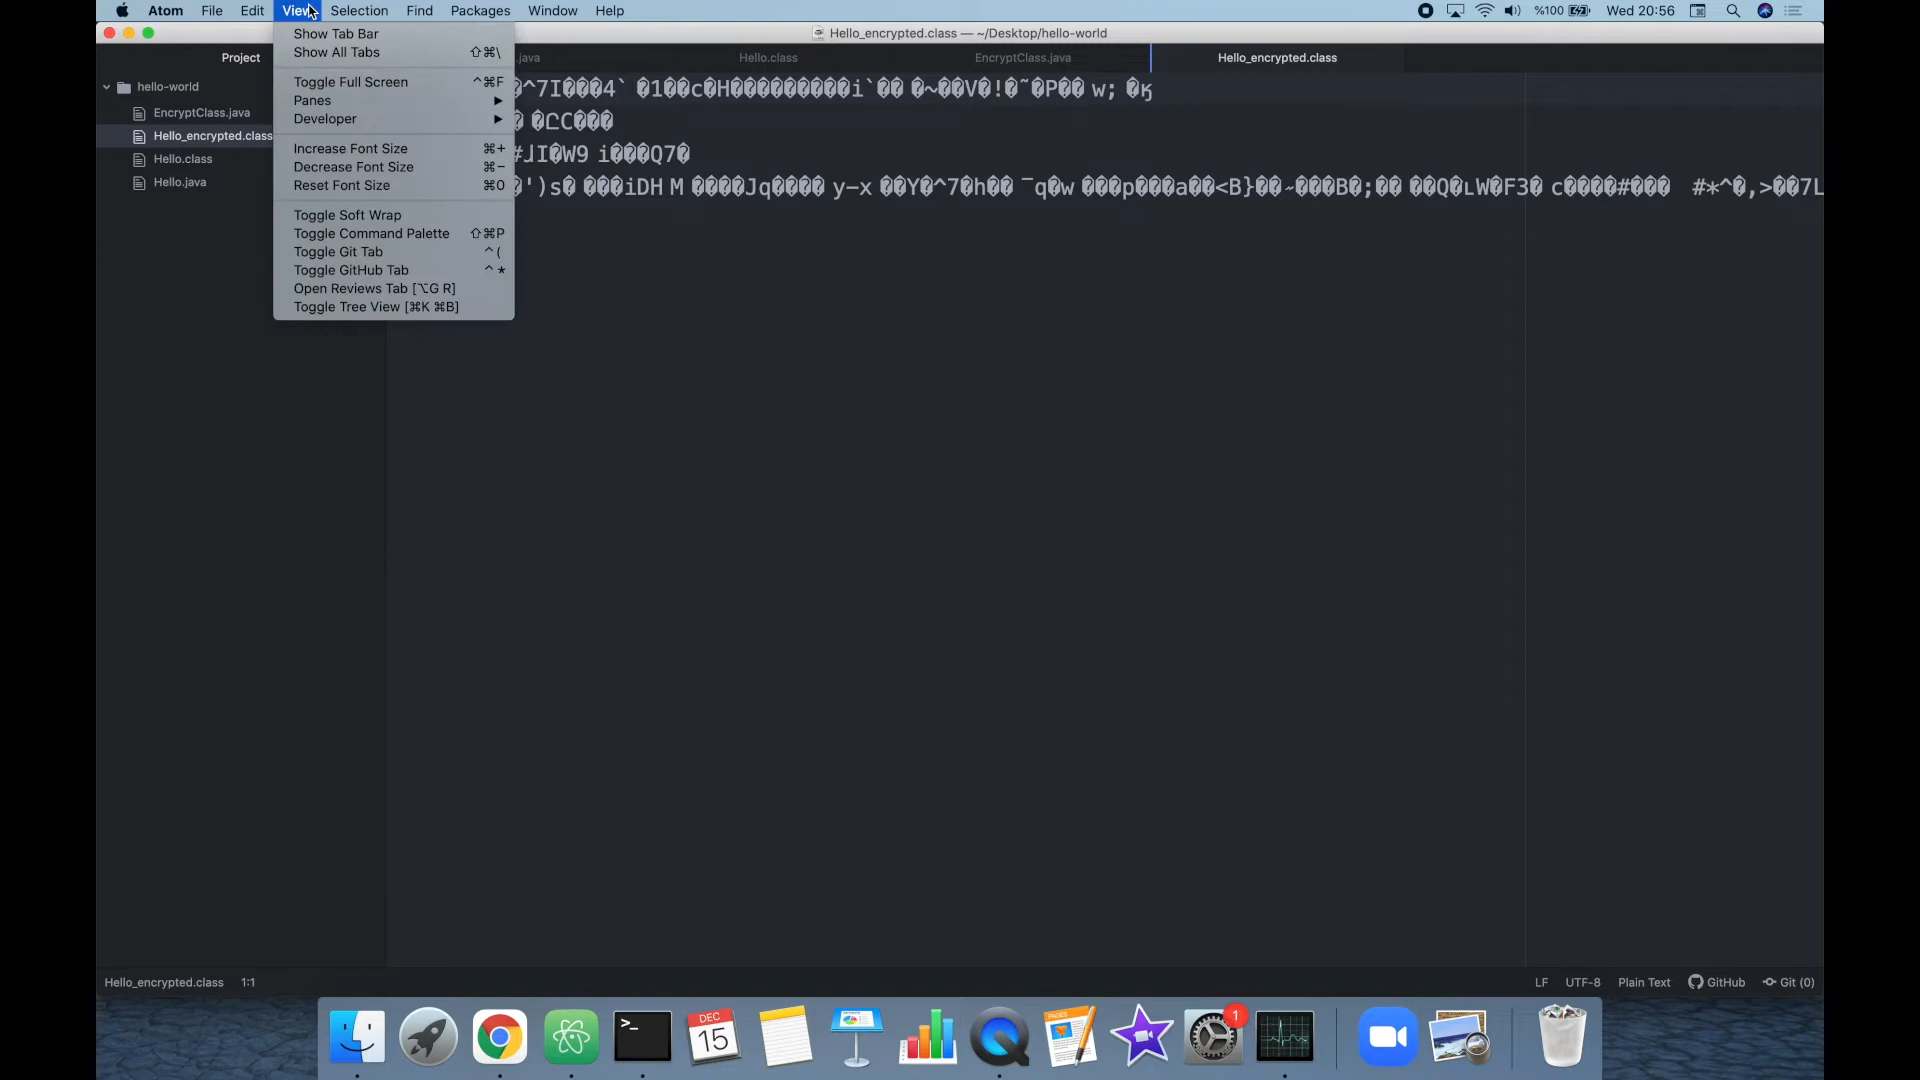 Atom File Edit View Selection Find Packages Window Help %100 Wed 20:56
Hello_encrypted.class — ~/Desktop/hello-world
Project .java Hello.class EncryptClass.java Hello_encrypted.class
hello-world
EncryptClass.java
Hello_encrypted.class
Hello.class
Hello.java
Show Tab Bar
Show All Tabs ⇧⌘\
Toggle Full Screen ^⌘F
Panes ▶
Developer ▶
Increase Font Size ⌘+
Decrease Font Size ⌘−
Reset Font Size ⌘0
Toggle Soft Wrap
Toggle Command Palette ⇧⌘P
Toggle Git Tab ^(
Toggle GitHub Tab ^*
Open Reviews Tab [⌥G R]
Toggle Tree View [⌘K ⌘B]
Hello_encrypted.class 1:1 LF UTF-8 Plain Text GitHub Git (0)
DEC
15
PAGES
1